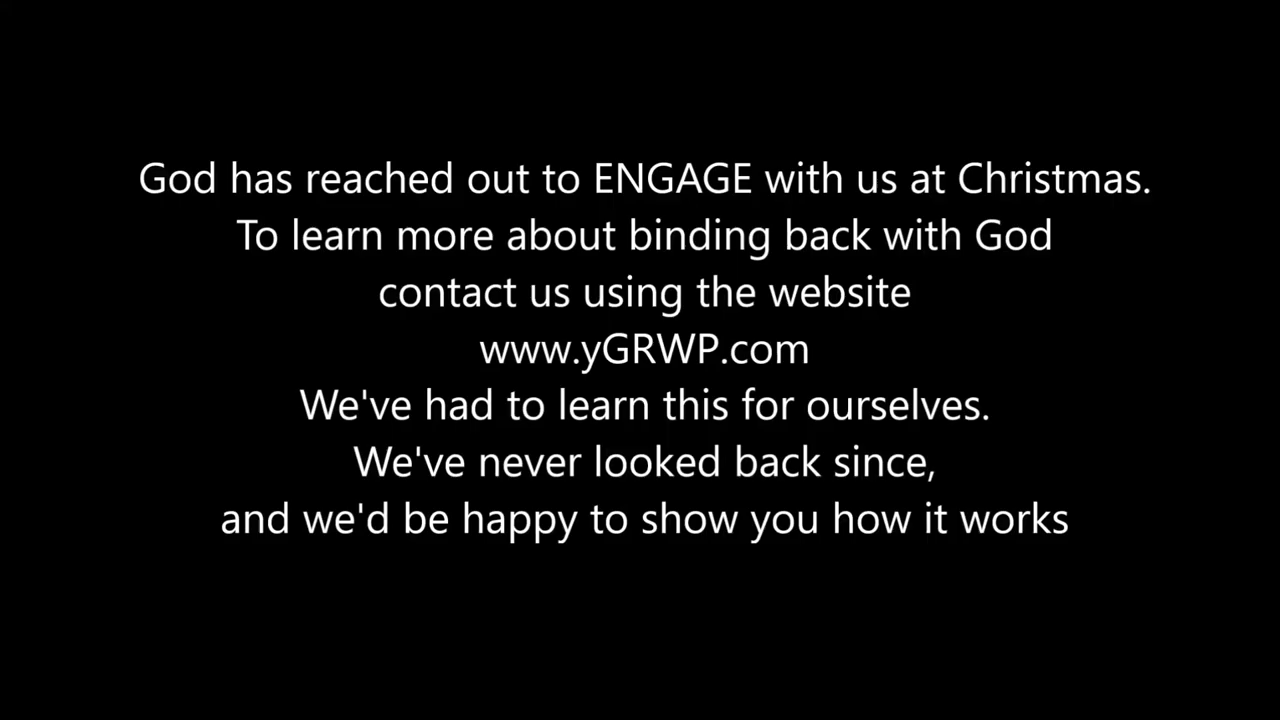 God has reached out to ENGAGE with us at Christmas.
To learn more about binding back with God
contact us using the website
www.yGRWP.com
We've had to learn this for ourselves.
We've never looked back since,
and we'd be happy to show you how it works